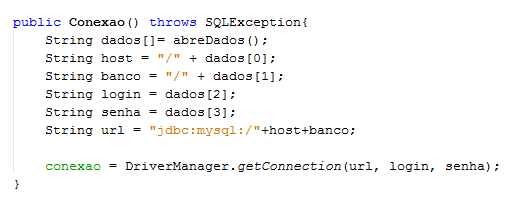 public Conexao() throws SQLException{
String dados[]= abreDados();
String host = "/" + dados[0];
String banco = "/" + dados[1];
String login = dados[2];
String senha = dados[3];
String url = "jdbc:mysql:/"+host+banco;
conexao = DriverManager.getConnection(url, login, senha);
}